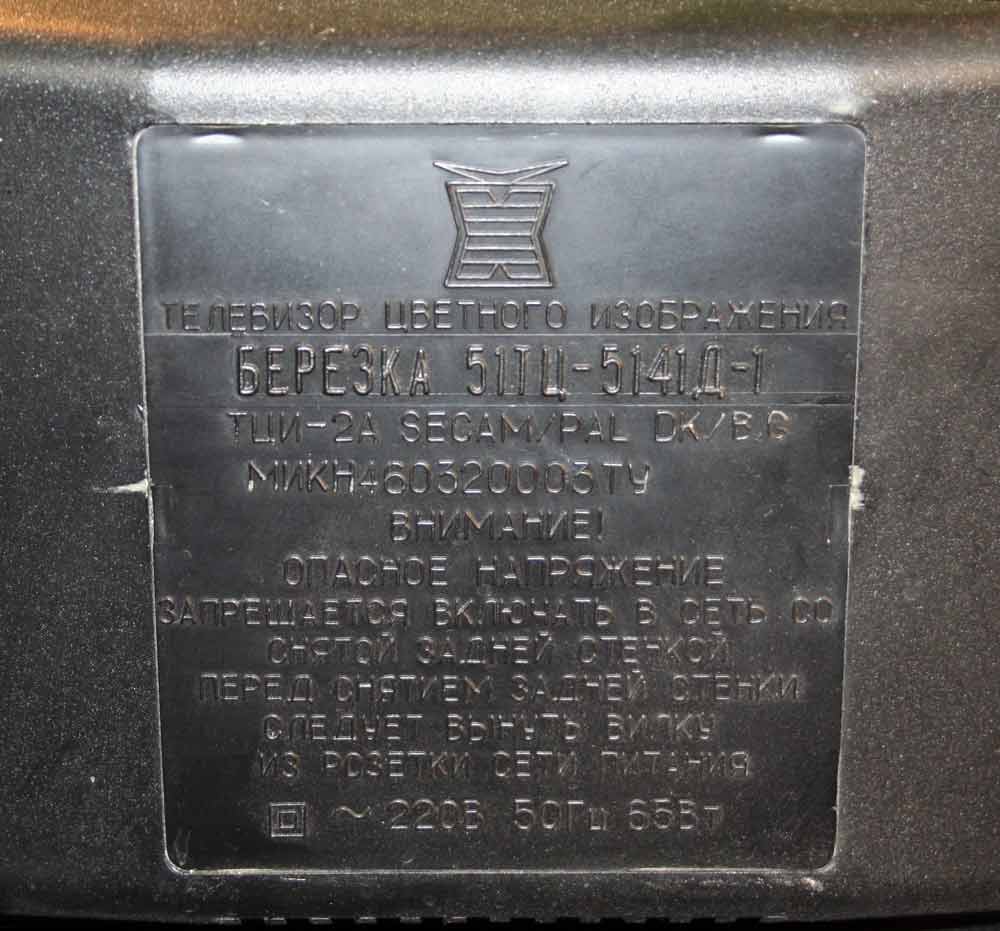 ТЕЛЕВИЗОР ЦВЕТНОГО ИЗОБРАЖЕНИЯ
БЕРЕЗКА 51ТЦ-5141Д-1
ТЦИ-2А SECAM/PAL DK/B,G
МИКН460320003ТУ
ВНИМАНИЕ!
ОПАСНОЕ НАПРЯЖЕНИЕ
ЗАПРЕЩАЕТСЯ ВКЛЮЧАТЬ В СЕТЬ СО
СНЯТОЙ ЗАДНЕЙ СТЕНКОЙ
ПЕРЕД СНЯТИЕМ ЗАДНЕЙ СТЕНКИ
СЛЕДУЕТ ВЫНУТЬ ВИЛКУ
ИЗ РОЗЕТКИ СЕТИ ПИТАНИЯ
~ 220В 50Гц 65Вт